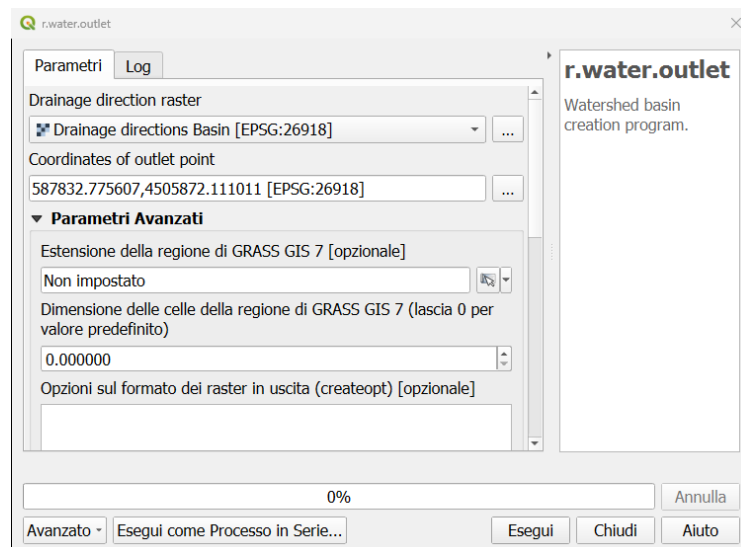 r.water.outlet
Parametri
Log
Drainage direction raster
Drainage directions Basin [EPSG:26918]
...
Coordinates of outlet point
587832.775607,4505872.111011 [EPSG:26918]
...
Parametri Avanzati
Estensione della regione di GRASS GIS 7 [opzionale]
Non impostato
Dimensione delle celle della regione di GRASS GIS 7 (lascia 0 per
valore predefinito)
0.000000
Opzioni sul formato dei raster in uscita (createopt) [opzionale]
r.water.outlet
Watershed basin
creation program.
0%
Annulla
Avanzato
Esegui come Processo in Serie...
Esegui
Chiudi
Aiuto